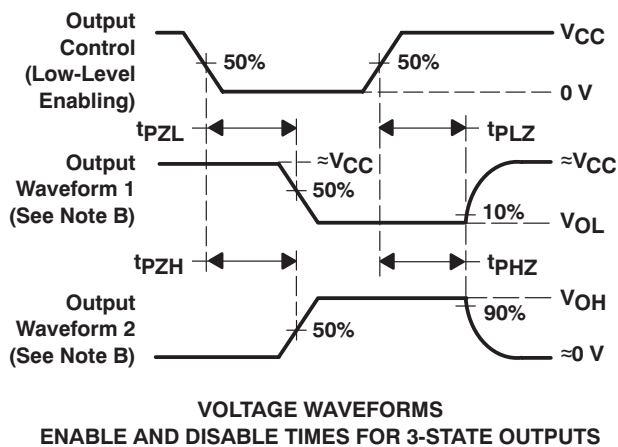 Output
Control
(Low-Level
Enabling)
50%
50%
VCC
0 V
tPZL
tPLZ
Output
Waveform 1
(See Note B)
≈VCC
50%
≈VCC
10%
VOL
tPZH
tPHZ
Output
Waveform 2
(See Note B)
50%
VOH
90%
≈0 V
VOLTAGE WAVEFORMS
ENABLE AND DISABLE TIMES FOR 3-STATE OUTPUTS